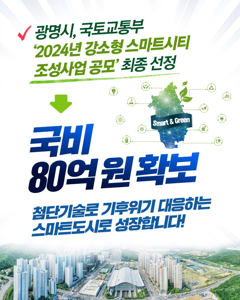 광명시, 국토교통부
'2024년 강소형 스마트시티
조성사업 공모' 최종 선정
Smart & Green
국비
80억 원 확보
첨단기술로 기후위기 대응하는
스마트도시로 성장합니다!